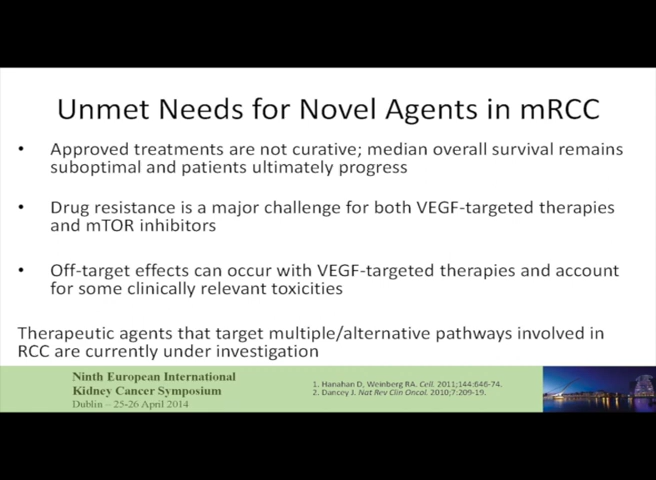 Unmet Needs for Novel Agents in mRCC
• Approved treatments are not curative; median overall survival remains
suboptimal and patients ultimately progress
• Drug resistance is a major challenge for both VEGF-targeted therapies
and mTOR inhibitors
• Off-target effects can occur with VEGF-targeted therapies and account
for some clinically relevant toxicities
Therapeutic agents that target multiple/alternative pathways involved in
RCC are currently under investigation
Ninth European International
Kidney Cancer Symposium
Dublin – 25-26 April 2014
1. Hanahan D, Weinberg RA. Cell. 2011;144:646-74.
2. Dancey J. Nat Rev Clin Oncol. 2010;7:209-19.